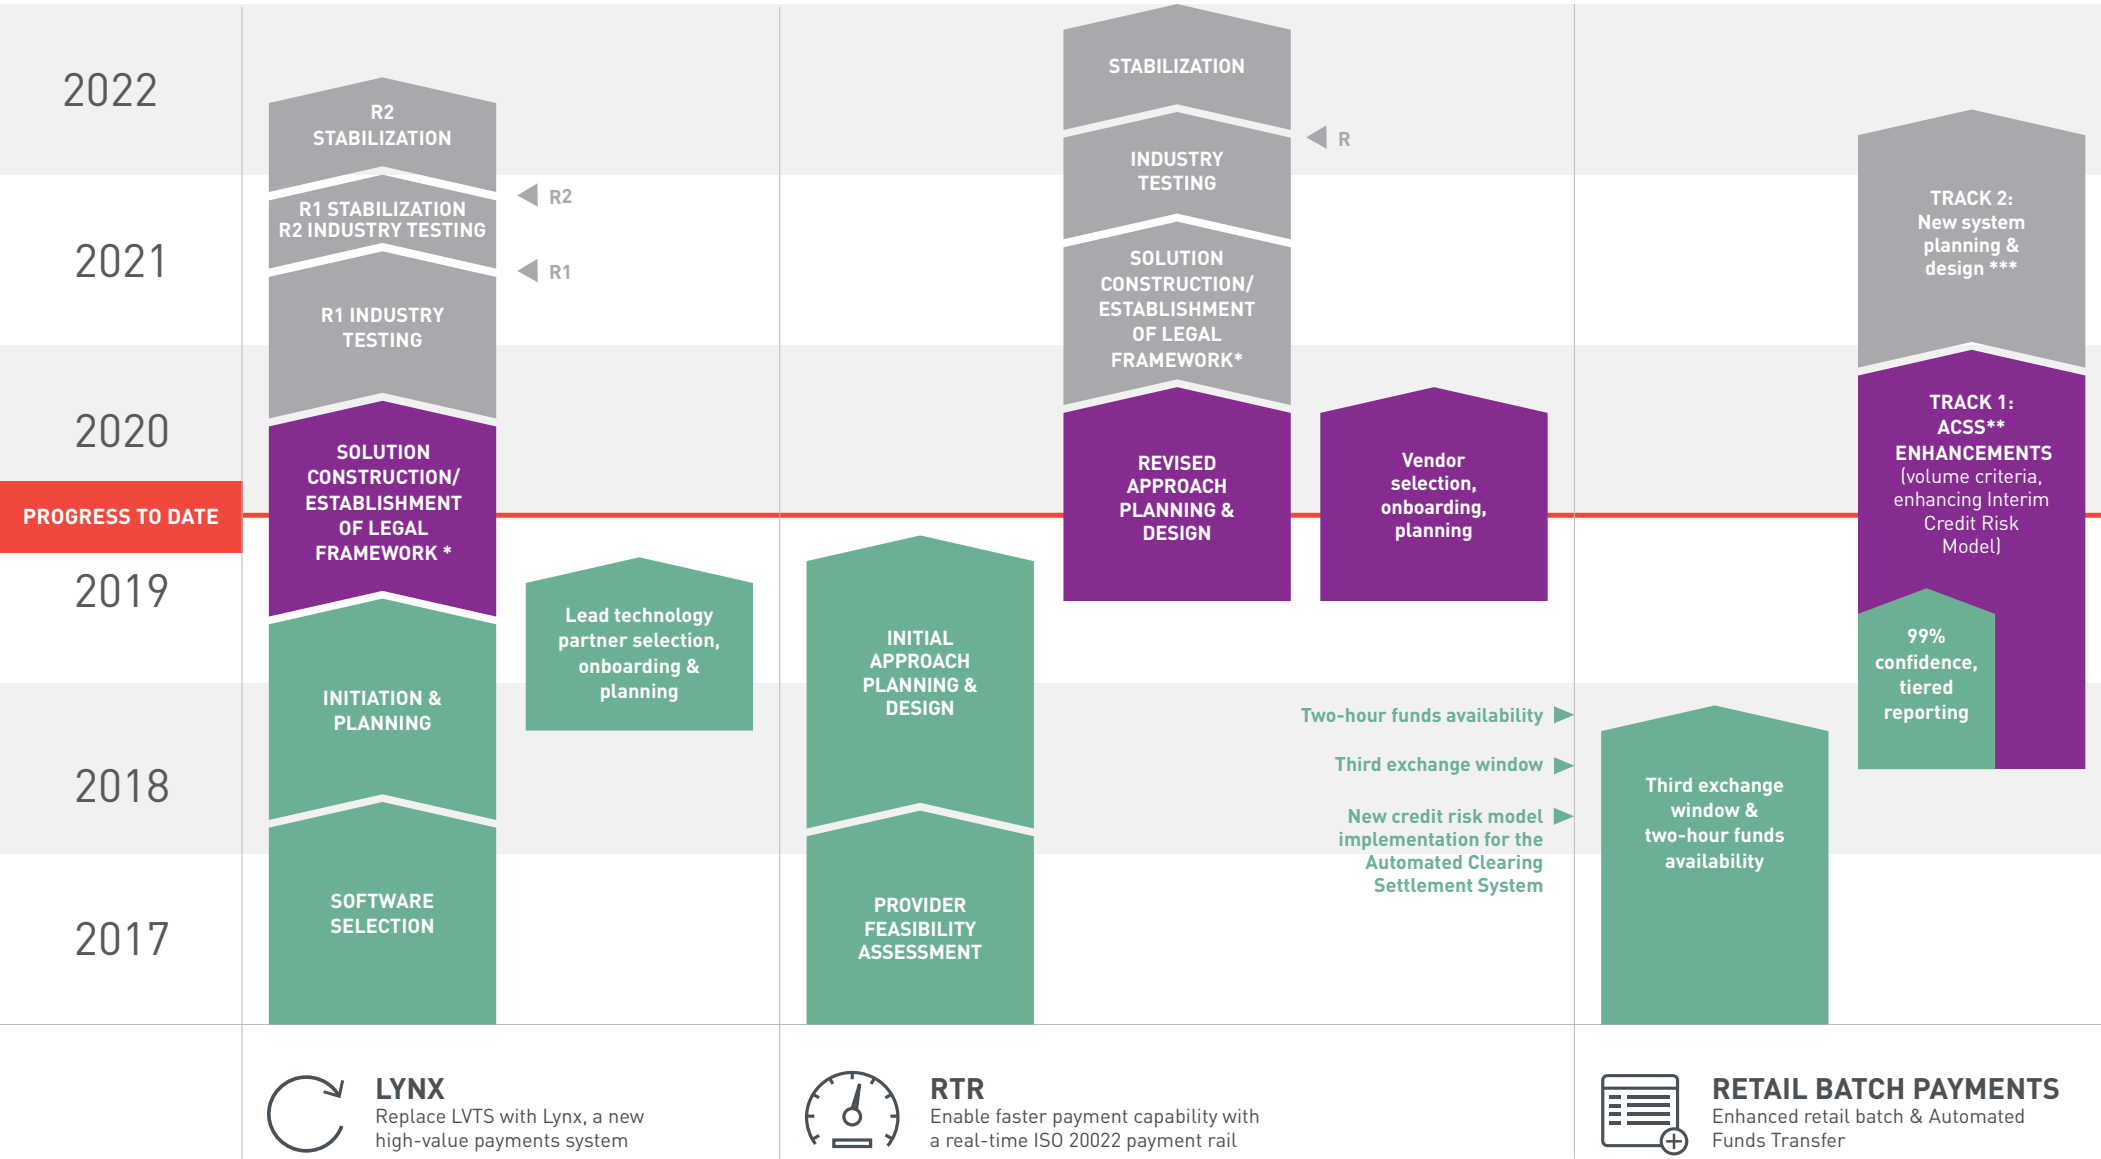 2022
2021
2020
PROGRESS TO DATE
2019
2018
2017
R2
STABILIZATION
R1 STABILIZATION
R2 INDUSTRY TESTING
R1 INDUSTRY
TESTING
SOLUTION
CONSTRUCTION/
ESTABLISHMENT
OF LEGAL
FRAMEWORK *
INITIATION &
PLANNING
SOFTWARE
SELECTION
R2
R1
Lead technology
partner selection,
onboarding &
planning
INITIAL
APPROACH
PLANNING &
DESIGN
PROVIDER
FEASIBILITY
ASSESSMENT
STABILIZATION
INDUSTRY
TESTING
SOLUTION
CONSTRUCTION/
ESTABLISHMENT
OF LEGAL
FRAMEWORK*
REVISED
APPROACH
PLANNING &
DESIGN
R
Vendor
selection,
onboarding,
planning
Two-hour funds availability
Third exchange window
New credit risk model
implementation for the
Automated Clearing
Settlement System
Third exchange
window &
two-hour funds
availability
TRACK 2:
New system
planning &
design ***
TRACK 1:
ACSS**
ENHANCEMENTS
(volume criteria,
enhancing Interim
Credit Risk
Model)
99%
confidence,
tiered
reporting
LYNX
Replace LVTS with Lynx, a new
high-value payments system
RTR
Enable faster payment capability with
a real-time ISO 20022 payment rail
RETAIL BATCH PAYMENTS
Enhanced retail batch & Automated
Funds Transfer